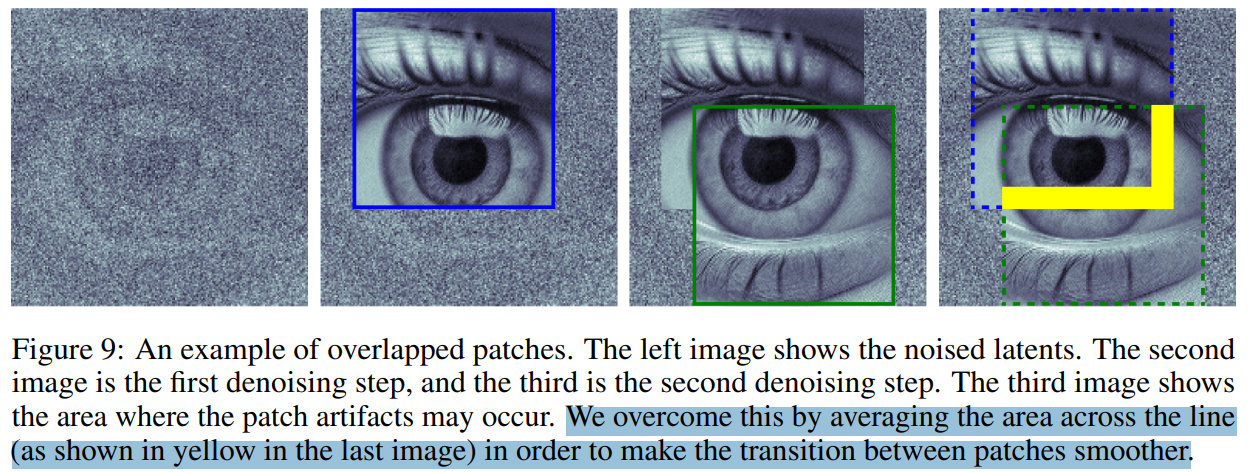 Figure 9: An example of overlapped patches. The left image shows the noised latents. The second
image is the first denoising step, and the third is the second denoising step. The third image shows
the area where the patch artifacts may occur. We overcome this by averaging the area across the line
(as shown in yellow in the last image) in order to make the transition between patches smoother.